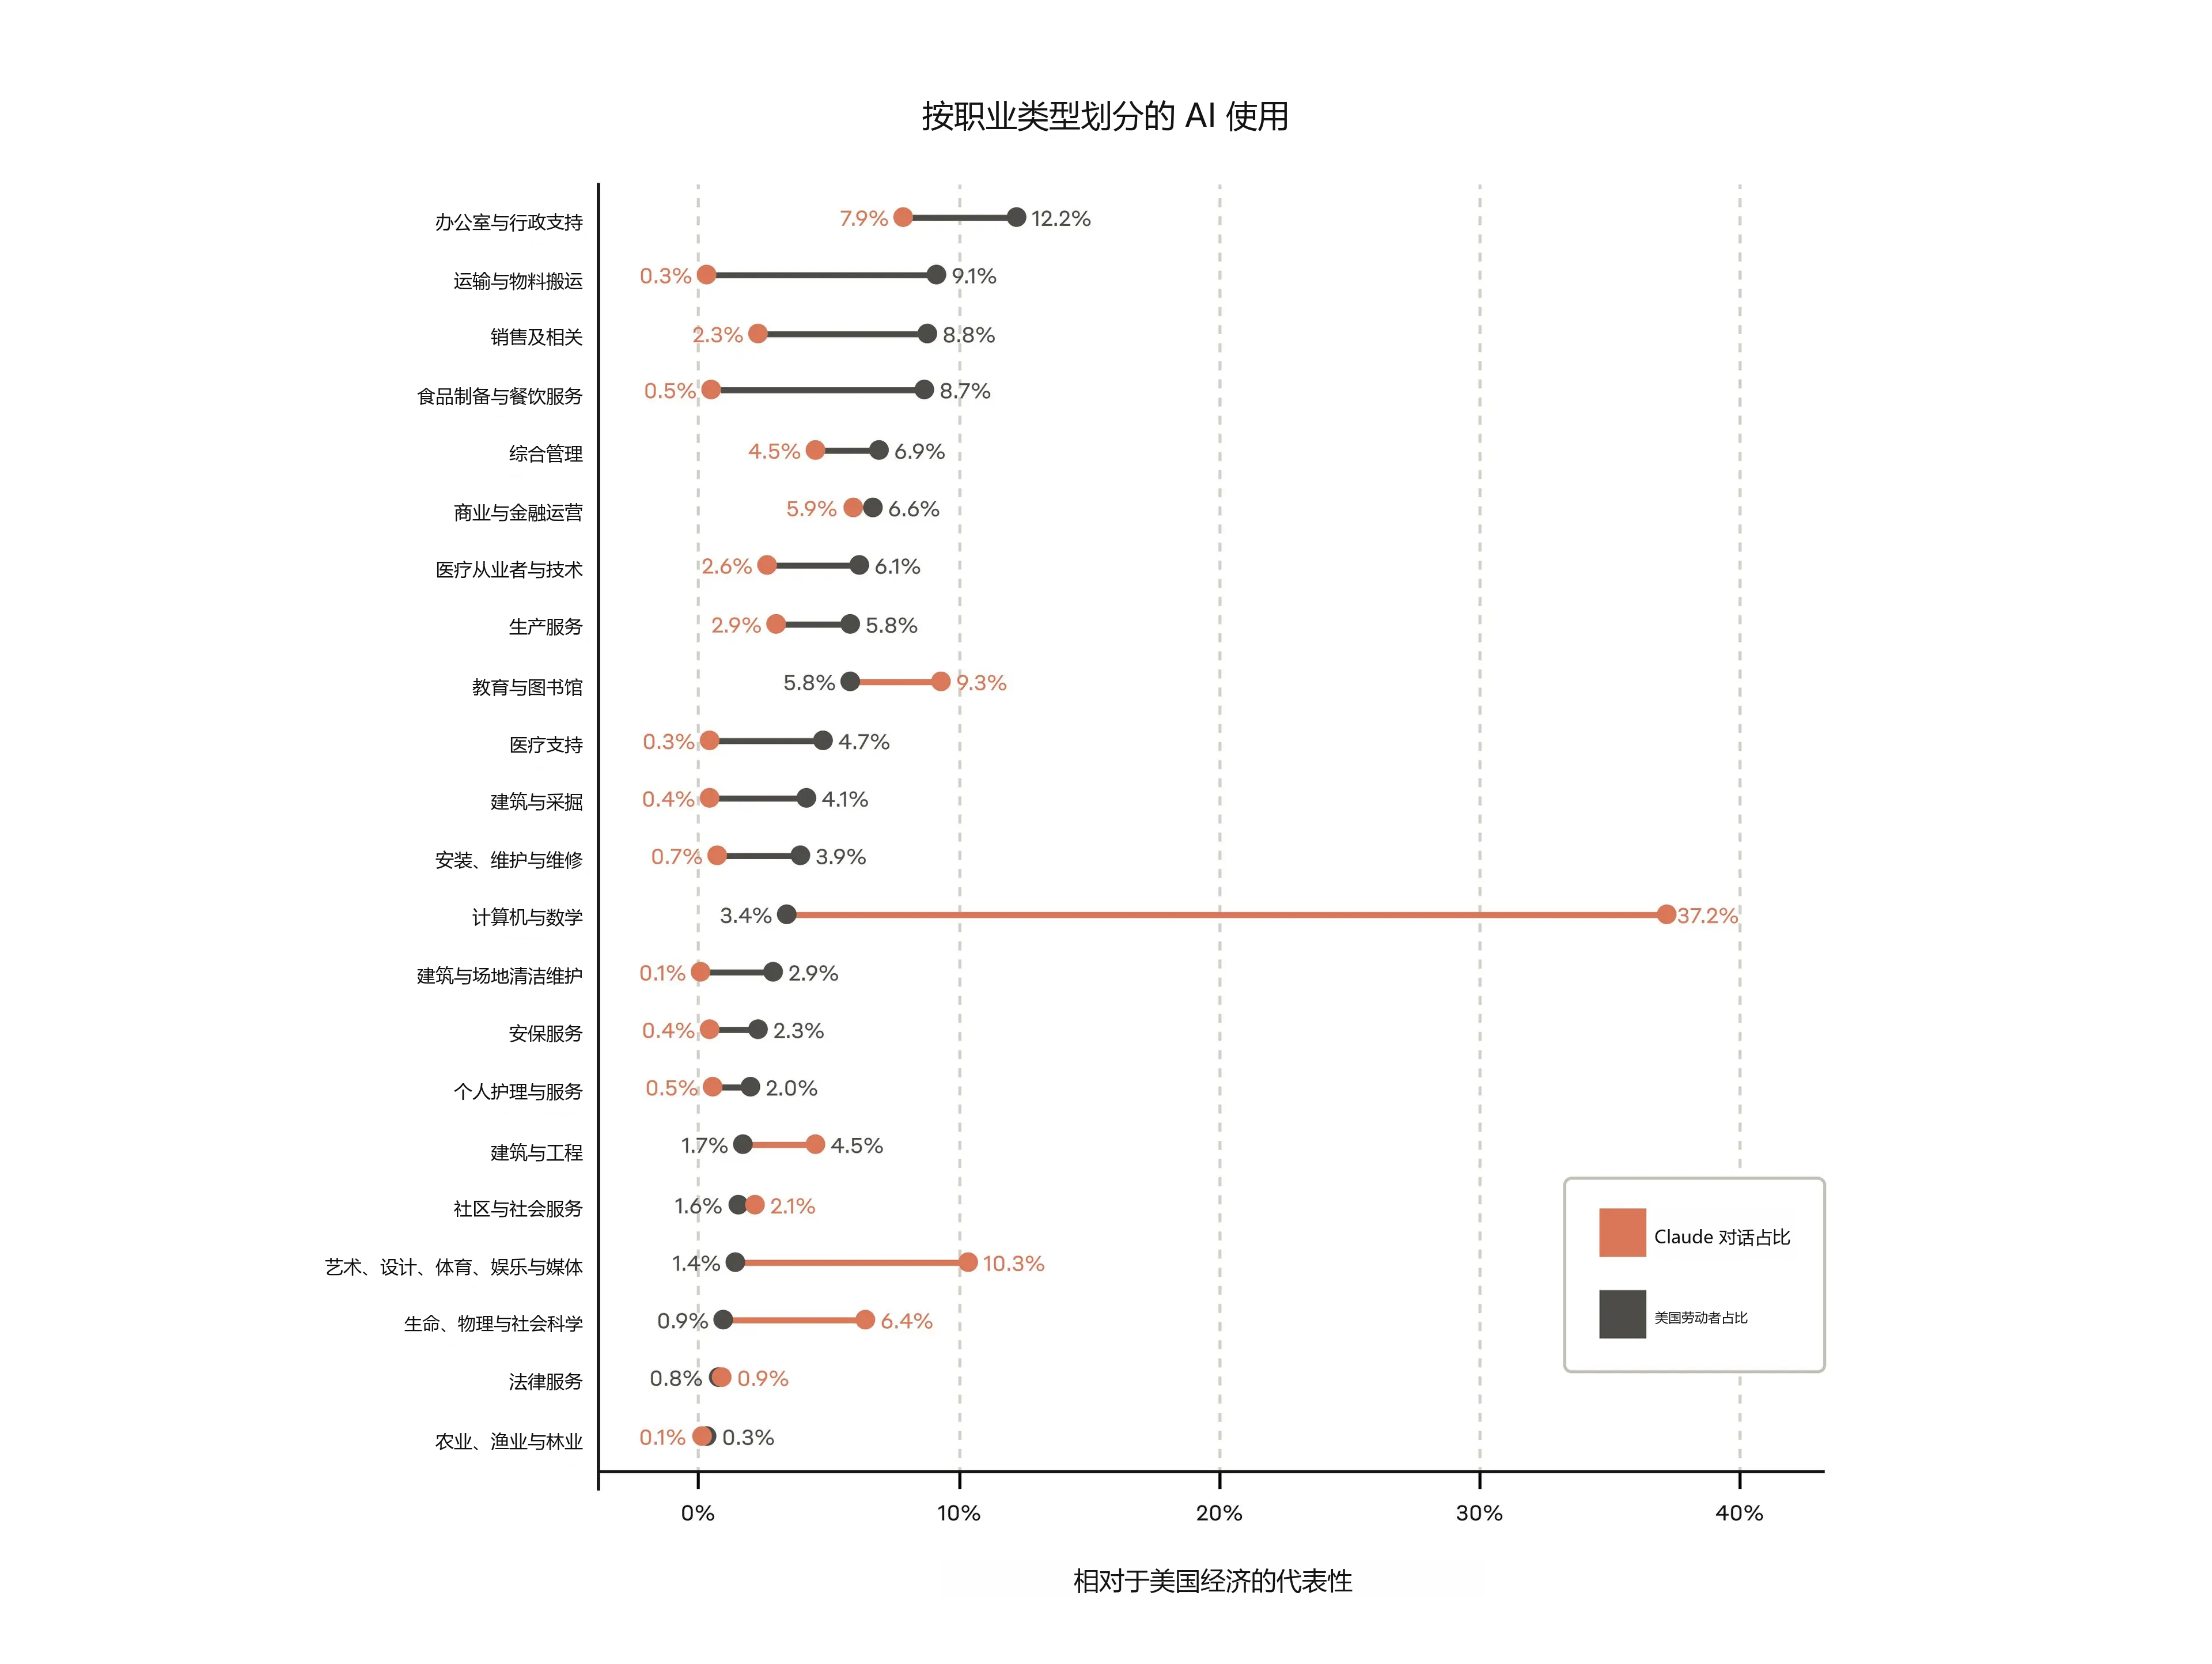 按职业类型划分的 AI 使用
办公室与行政支持 7.9% 12.2%
运输与物料搬运 0.3% 9.1%
销售及相关 2.3% 8.8%
食品制备与餐饮服务 0.5% 8.7%
综合管理 4.5% 6.9%
商业与金融运营 5.9% 6.6%
医疗从业者与技术 2.6% 6.1%
生产服务 2.9% 5.8%
教育与图书馆 5.8% 9.3%
医疗支持 0.3% 4.7%
建筑与采掘 0.4% 4.1%
安装、维护与维修 0.7% 3.9%
计算机与数学 3.4% 37.2%
建筑与场地清洁维护 0.1% 2.9%
安保服务 0.4% 2.3%
个人护理与服务 0.5% 2.0%
建筑与工程 1.7% 4.5%
社区与社会服务 1.6% 2.1%
艺术、设计、体育、娱乐与媒体 1.4% 10.3%
生命、物理与社会科学 0.9% 6.4%
法律服务 0.8% 0.9%
农业、渔业与林业 0.1% 0.3%
Claude 对话占比
美国劳动者占比
0% 10% 20% 30% 40%
相对于美国经济的代表性